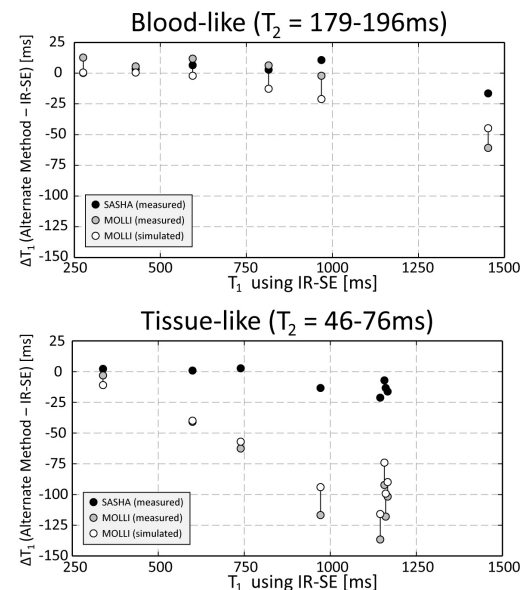 Blood-like (T₂ = 179-196ms)
ΔT₁ (Alternate Method – IR-SE) [ms]
25
0
-25
-50
-75
-100
-125
-150
SASHA (measured)
MOLLI (measured)
MOLLI (simulated)
250 500 750 1000 1250 1500
T₁ using IR-SE [ms]
Tissue-like (T₂ = 46-76ms)
ΔT₁ (Alternate Method – IR-SE) [ms]
25
0
-25
-50
-75
-100
-125
-150
SASHA (measured)
MOLLI (measured)
MOLLI (simulated)
250 500 750 1000 1250 1500
T₁ using IR-SE [ms]